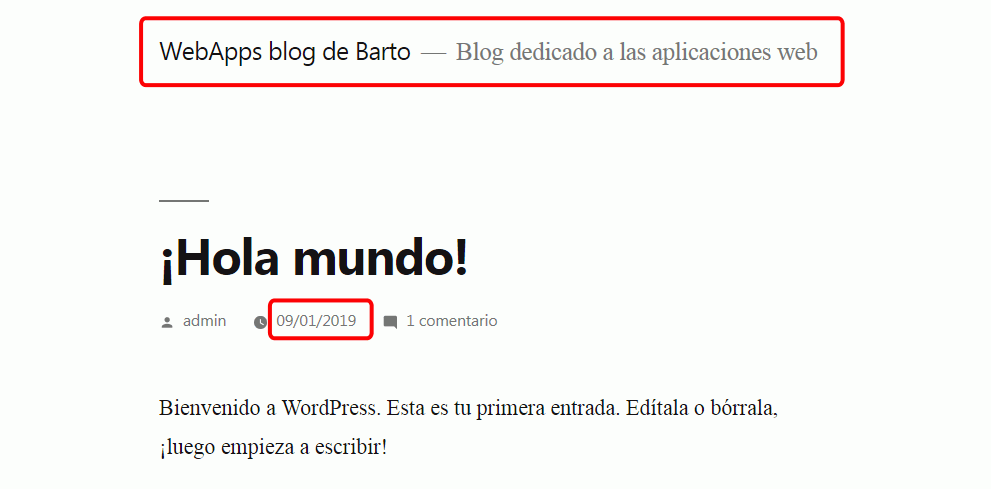 WebApps blog de Barto — Blog dedicado a las aplicaciones web
¡Hola mundo!
admin 09/01/2019 1 comentario
Bienvenido a WordPress. Esta es tu primera entrada. Edítala o bórrala,
¡luego empieza a escribir!